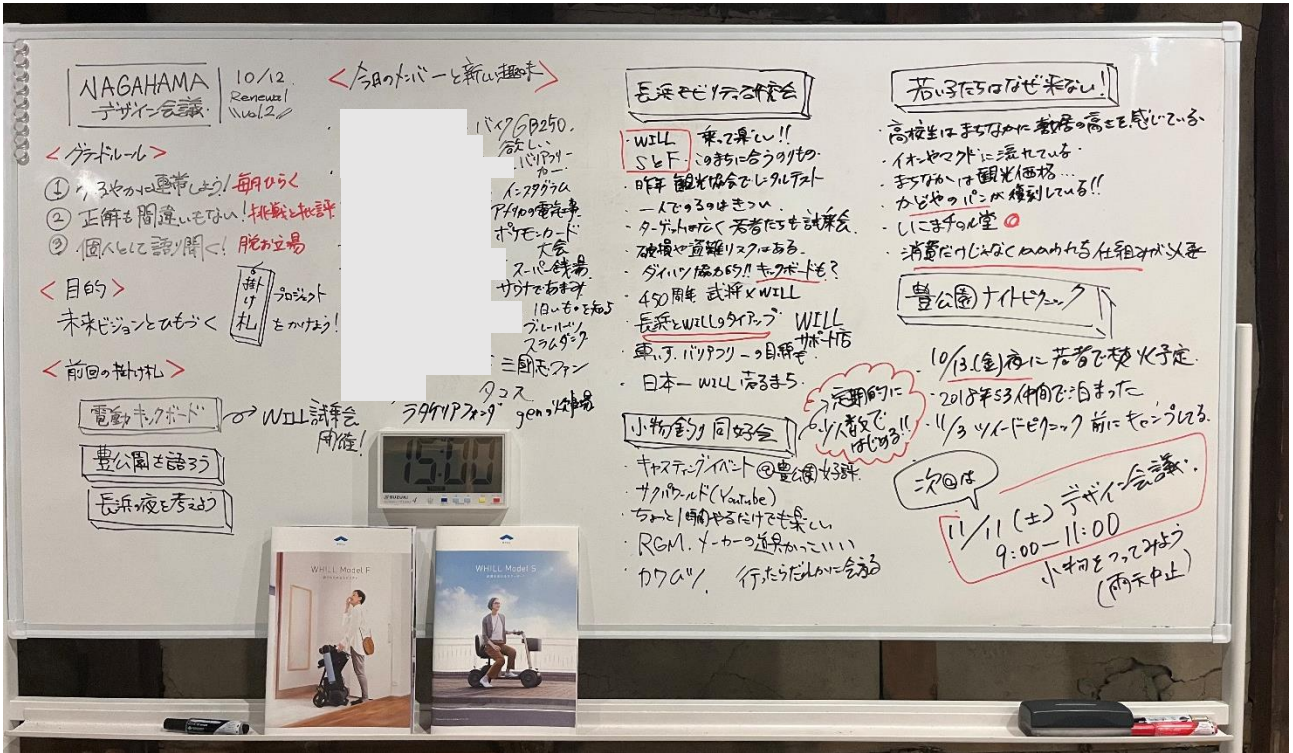 NAGAHAMA
デザイン会議
10/12.
Renewal
vol.2
<グランドルール>
① ゆるやかに連帯しよう! 毎月ひらく
② 正解も間違いもない! 挑戦と批評
③ 個人として語り聞く! 脱お立場
<目的>
未来ビジョンとひもづく
掛け札
プロジェクト
をかけよう!
<前回の掛け札>
電動キックボード
WILL試乗会
開催!
豊公園を語ろう
長浜の夜を考えよう
<今日のメンバーと新しい趣味>
バイクGB250.
欲しい
バリアフリー
カー.
インスタグラム
アメリカの電気工事.
ポケモンカード
大会
スーパー銭湯.
サウナであまみ.
旧いものを知る
ブルーハーツ
スラムダンク
三国志ファン
タコス
ラタケリアフォンダ
15:00
SUZUKI
WHILL Model F
WHILL Model S
長浜モビリティ研究会
・WILL 乗って楽しい!!
SとF. このまちに合うのりもの.
・昨年 観光協会でレンタルテスト
・一人でのるのはきつい.
・ターゲットは広く 若者たちも試乗会.
・破損や盗難リスクはある.
・ダイハツ協力的!! キックボードも?
・450周年 武将×WILL
・長浜とWILLのタイアップ
WILL
サポート店
・車いす.バリアフリーの目線も.
・日本一WILL
小物釣り同好会
定期的に
少人数で
はじめる!!
・キャスティングイベント @豊公園 好評.
・サクパワールド(Youtube)
・ちょっと1時間やるだけでも楽しい
・RGM.メーカーの道具かっこいい
・カワムツ 行ったらだれかに会える
若い子たちはなぜ来ない!
・高校生はまちなかに敷居の高さを感じている
・イオンやマクドに流れている.
・まちなかは観光価格...
・かどやのパンが復刻している!!
・しにまチル堂
・消費だけじゃなく かかわれる仕組みが必要
豊公園ナイトピクニック
・10/13.(金)夜に 若者で焚火予定.
・2018年 53仲間で泊まった
・11/3 ツイードピクニック 前にキャンプしてる.
次回は
11/11 (土) デザイン会議.
9:00-11:00
小物をつってみよう
(雨天中止)